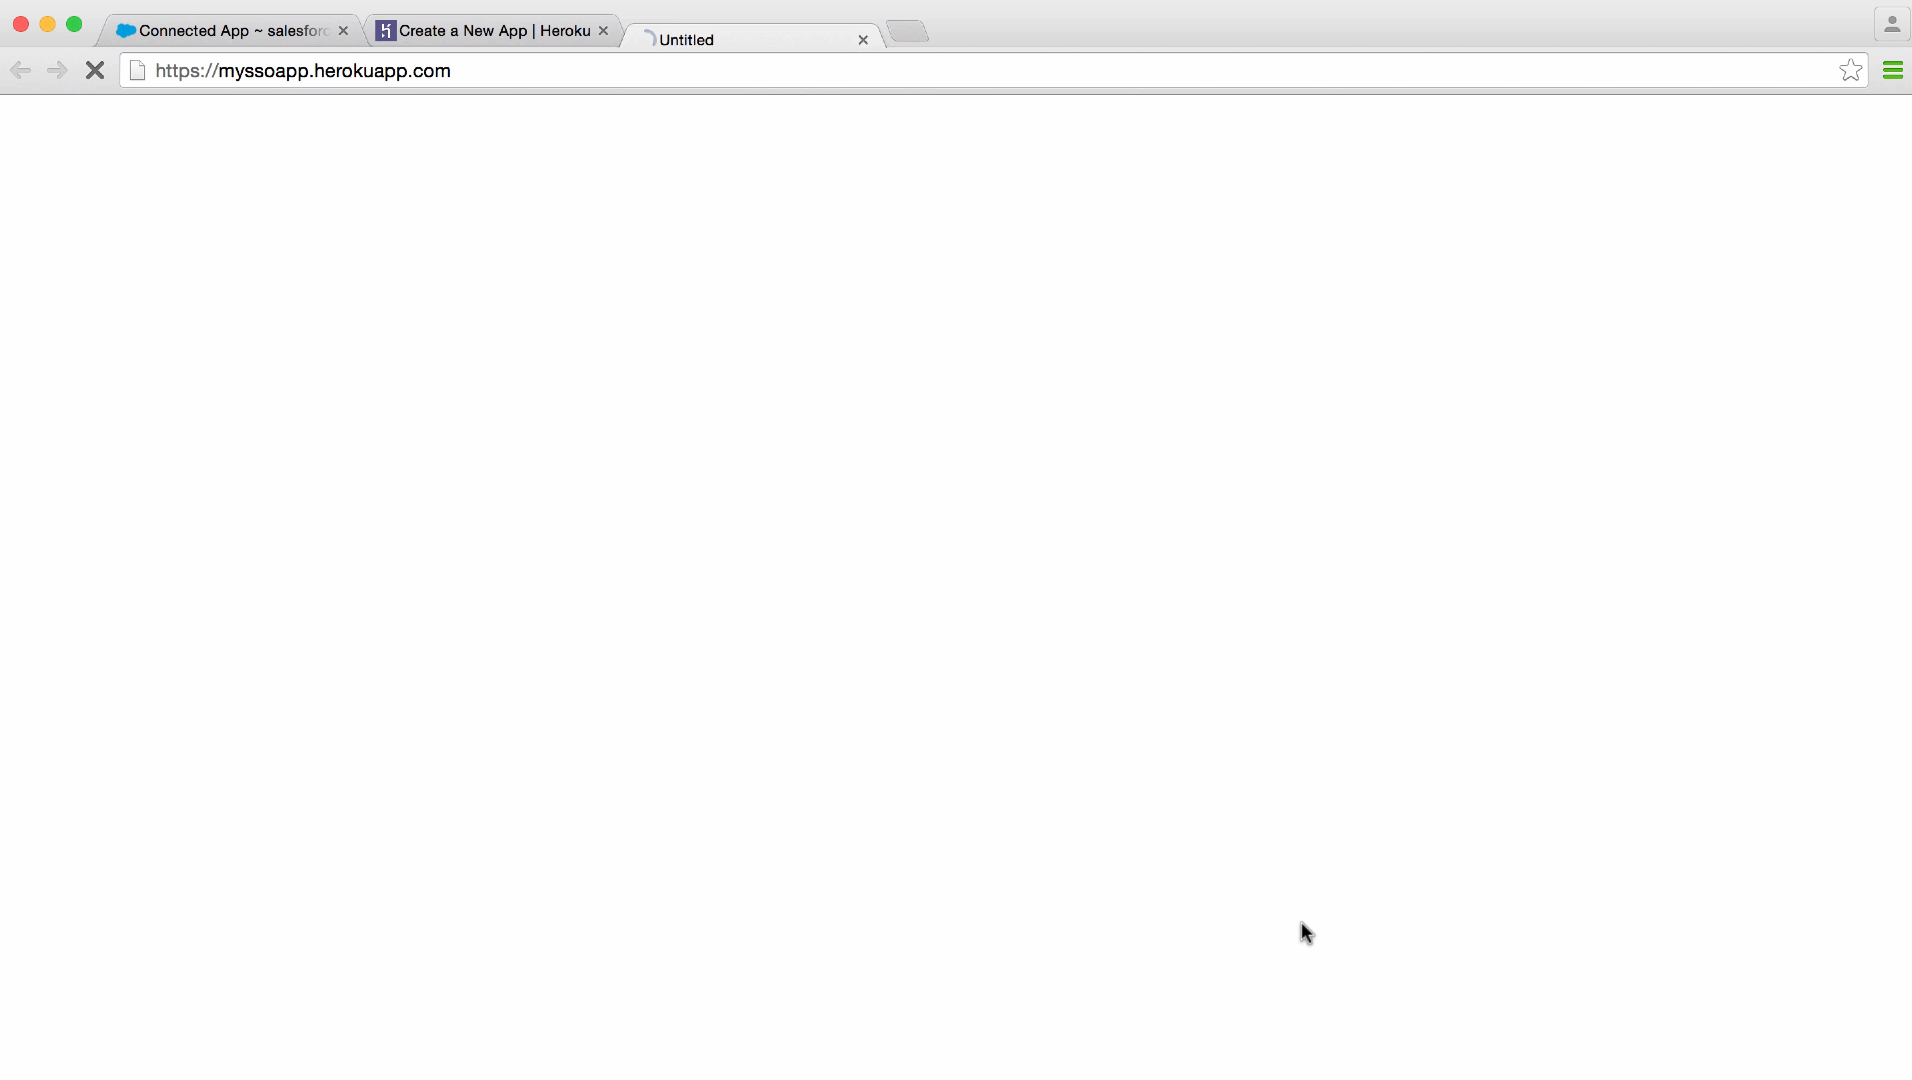 Connected App ~ salesforc
Create a New App | Heroku
Untitled
https://myssoapp.herokuapp.com